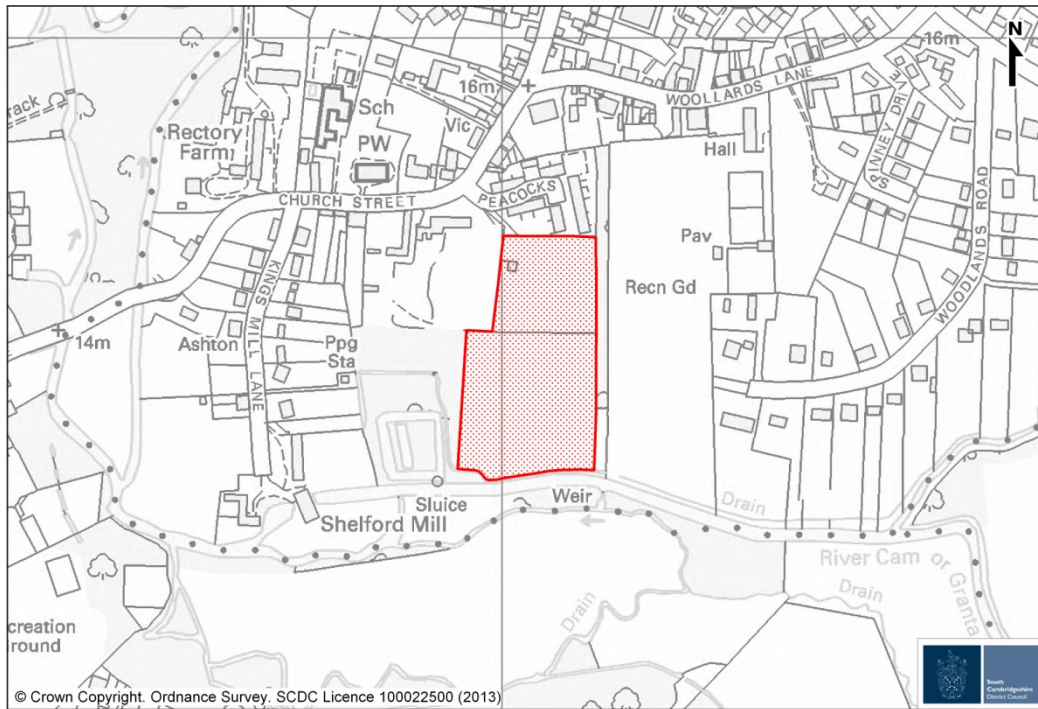 N
16m
WOOLLARDS LANE
16m
rack
Sch
Rectory
Farm
PW
Vic
Hall
SPINNEY DRIVE
CHURCH STREET
PEACOCKS
Pav
Recn Gd
WOODLANDS ROAD
KINGS MILL LANE
14m
Ashton
Ppg
Sta
Sluice
Weir
Shelford Mill
Drain
River Cam or Granta
Drain
Drain
creation
round
South
Cambridgeshire
District Council
© Crown Copyright. Ordnance Survey. SCDC Licence 100022500 (2013)